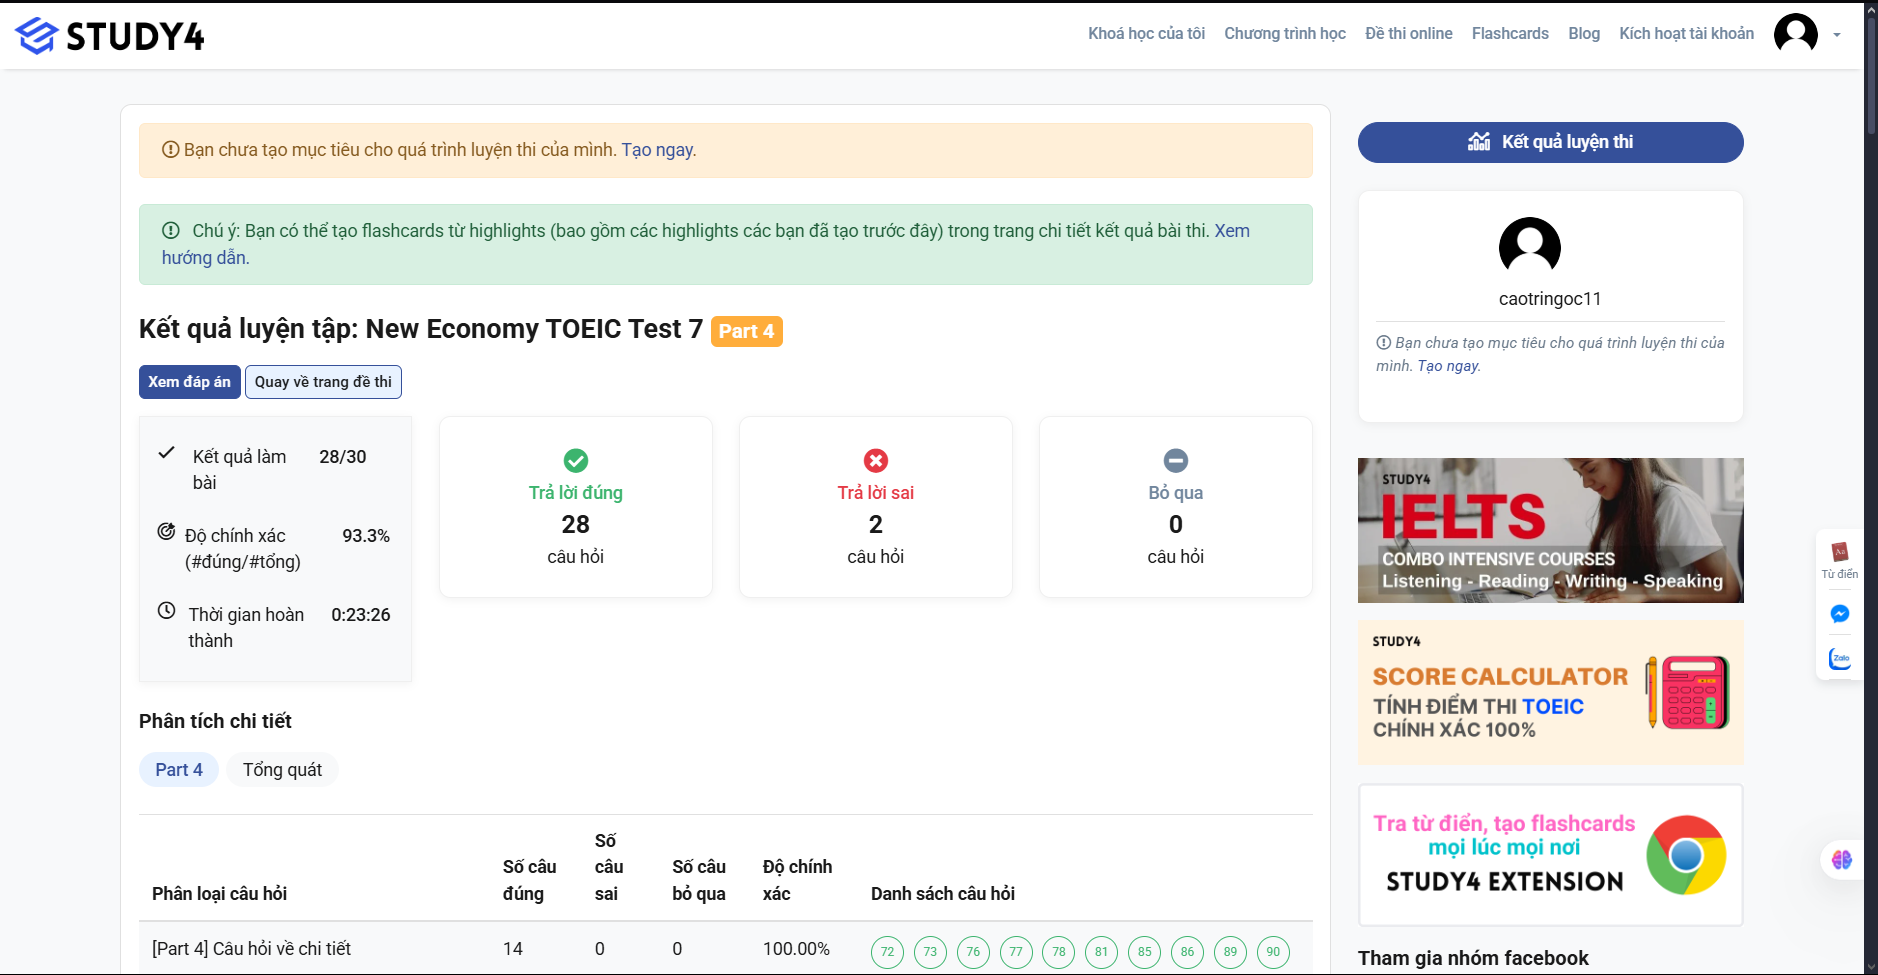 STUDY4
Khoá học của tôi
Chương trình học
Đề thi online
Flashcards
Blog
Kích hoạt tài khoản
Bạn chưa tạo mục tiêu cho quá trình luyện thi của mình. Tạo ngay.
Chú ý: Bạn có thể tạo flashcards từ highlights (bao gồm các highlights các bạn đã tạo trước đây) trong trang chi tiết kết quả bài thi. Xem
hướng dẫn.
Kết quả luyện tập: New Economy TOEIC Test 7 Part 4
Xem đáp án
Quay về trang đề thi
Kết quả làm
bài
28/30
Độ chính xác
(#đúng/#tổng)
93.3%
Thời gian hoàn
thành
0:23:26
Trả lời đúng
28
câu hỏi
Trả lời sai
2
câu hỏi
Bỏ qua
0
câu hỏi
Phân tích chi tiết
Part 4
Tổng quát
Phân loại câu hỏi
Số câu
đúng
Số
câu
sai
Số câu
bỏ qua
Độ chính
xác
Danh sách câu hỏi
[Part 4] Câu hỏi về chi tiết
14
0
0
100.00%
72 73 76 77 78 81 85 86 89 90
Kết quả luyện thi
caotringoc11
Bạn chưa tạo mục tiêu cho quá trình luyện thi của
mình. Tạo ngay.
STUDY4
IELTS
COMBO INTENSIVE COURSES
Listening - Reading - Writing - Speaking
STUDY4
SCORE CALCULATOR
TÍNH ĐIỂM THI TOEIC
CHÍNH XÁC 100%
Tra từ điển, tạo flashcards
mọi lúc mọi nơi
STUDY4 EXTENSION
Tham gia nhóm facebook
Aa
Từ điển
Zalo